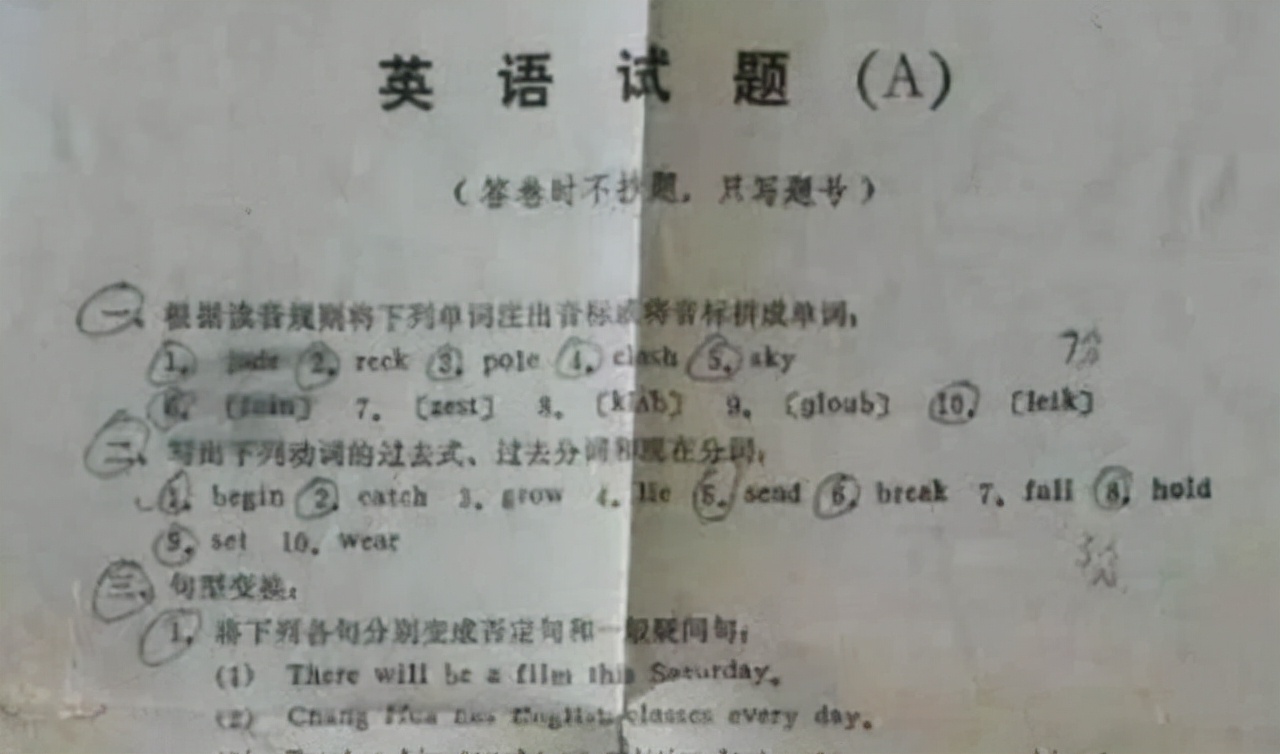 英语试题(A)
(答卷时不抄题，只写题号)
一、根据读音规则将下列单词注出音标或将音标拼成单词：
1. 2. reck 3. pole 4. clash 5. sky
7分
6. 7. [zest] 8. 9. [gloub] 10. [leik]
二、写出下列动词的过去式、过去分词和现在分词：
1. begin 2. catch 3. grow 4. lie 5. send 6. break 7. fall 8. hold
9. set 10. wear
三、句型变换：
1. 将下列各句分别变成否定句和一般疑问句：
(1) There will be a film this Saturday.
(2) Chang Hua has English classes every day.